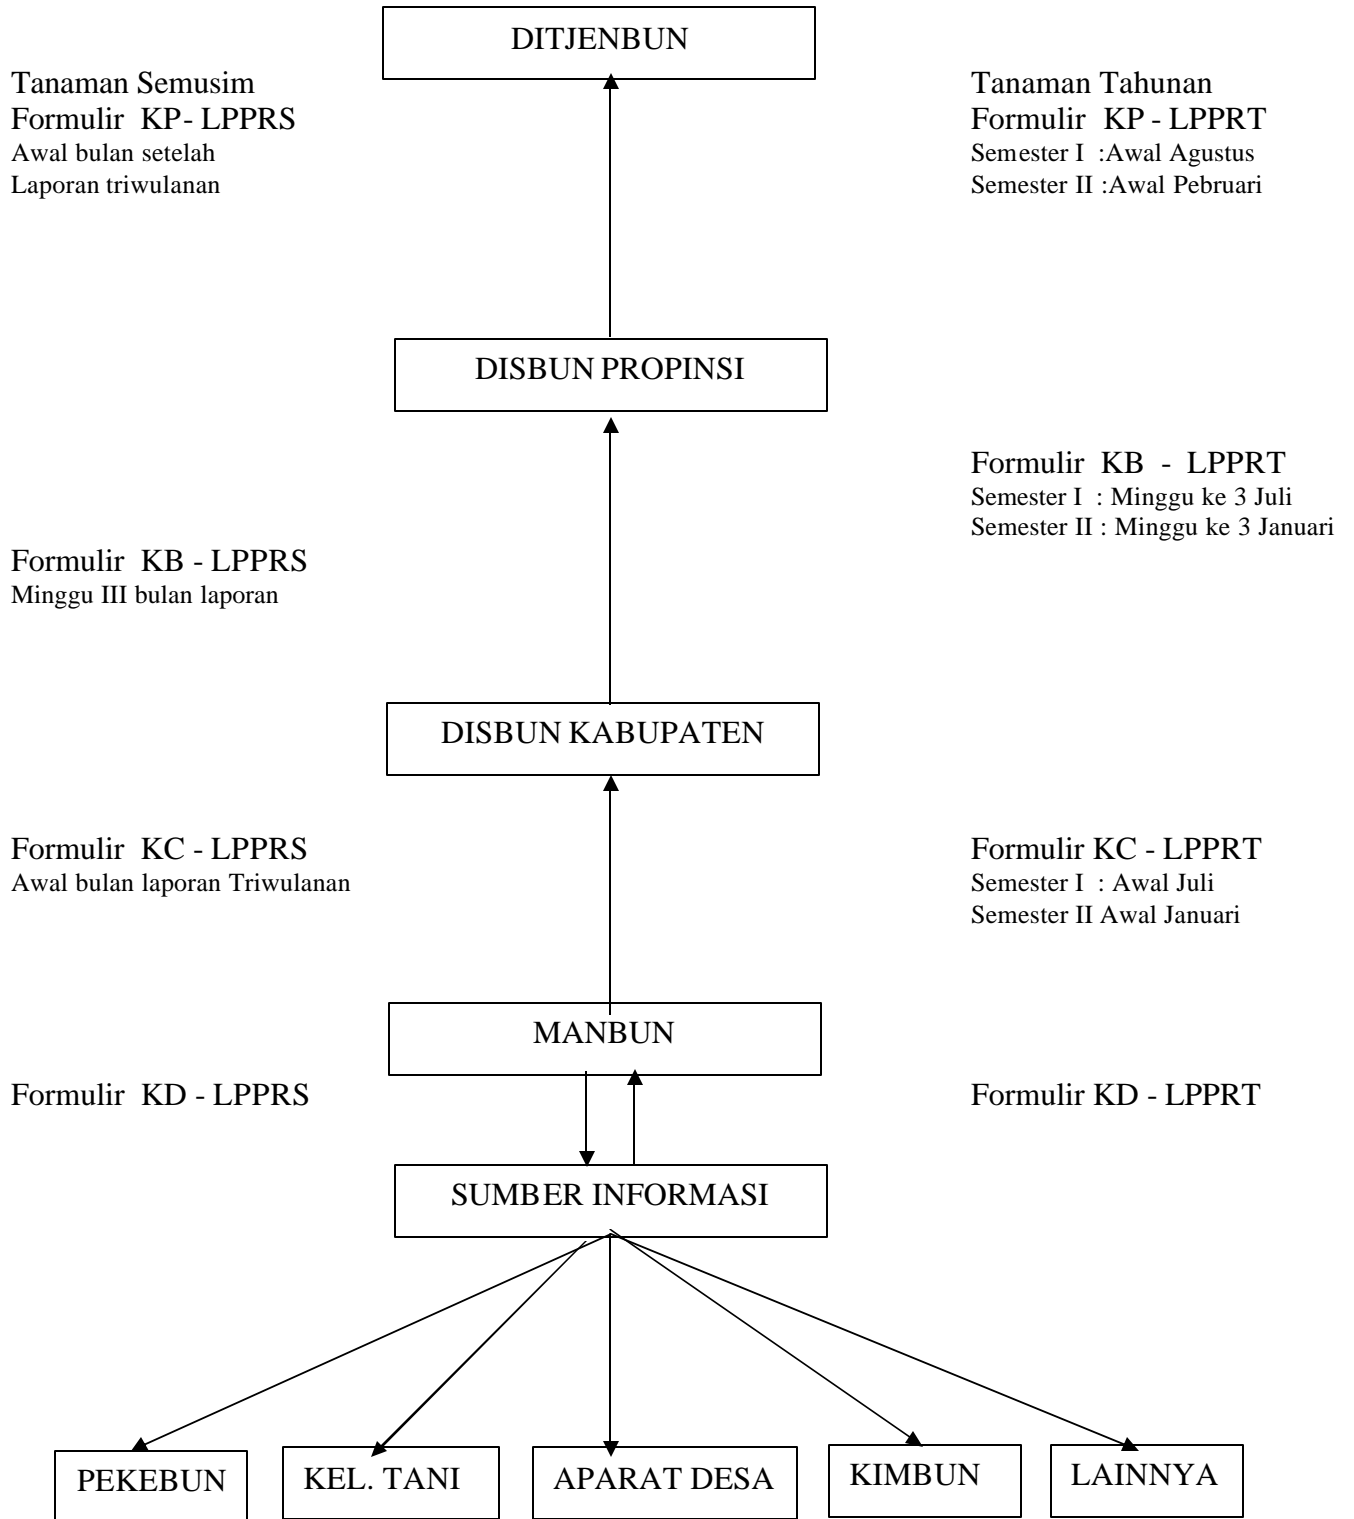 DITJENBUN
Tanaman Semusim
Formulir KP- LPPRS
Awal bulan setelah
Laporan triwulanan
Tanaman Tahunan
Formulir KP - LPPRT
Semester I :Awal Agustus
Semester II :Awal Pebruari
DISBUN PROPINSI
Formulir KB - LPPRT
Semester I : Minggu ke 3 Juli
Semester II : Minggu ke 3 Januari
Formulir KB - LPPRS
Minggu III bulan laporan
DISBUN KABUPATEN
Formulir KC - LPPRS
Awal bulan laporan Triwulanan
Formulir KC - LPPRT
Semester I : Awal Juli
Semester II Awal Januari
MANBUN
Formulir KD - LPPRS
Formulir KD - LPPRT
SUMBER INFORMASI
PEKEBUN
KEL. TANI
APARAT DESA
KIMBUN
LAINNYA